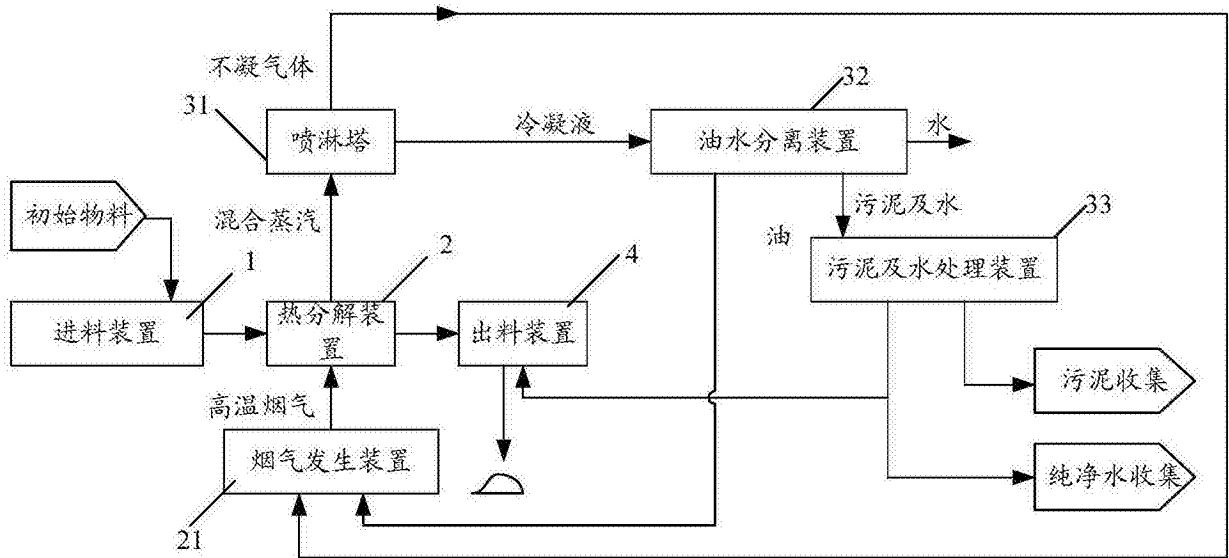 不凝气体
31
喷淋塔
冷凝液
32
油水分离装置
水
初始物料
混合蒸汽
污泥及水
33
油
1
2
4
污泥及水处理装置
进料装置
热分解装
置
出料装置
污泥收集
高温烟气
烟气发生装置
纯净水收集
21